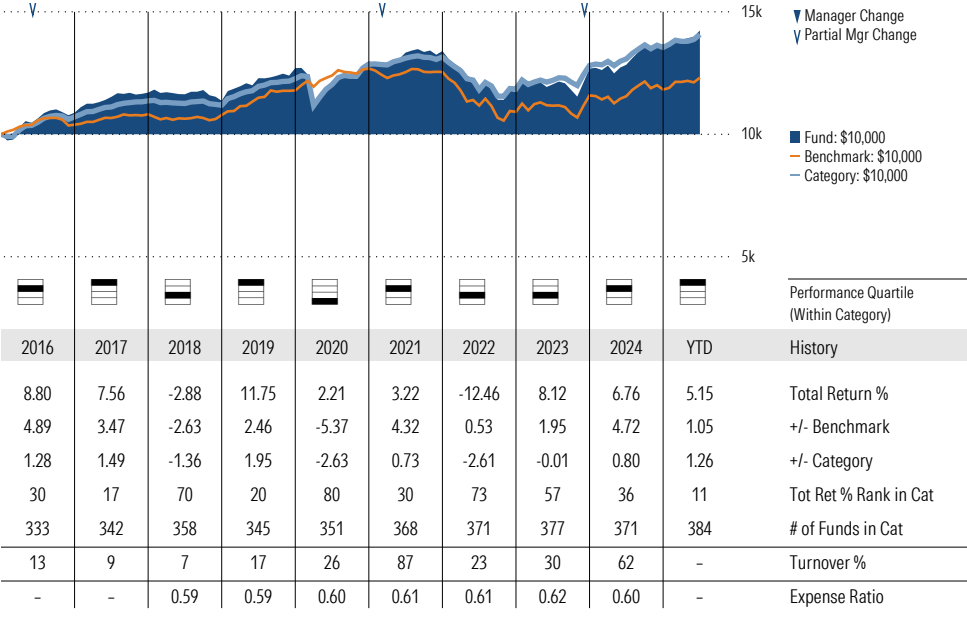 15k
Manager Change
Partial Mgr Change
10k
Fund: $10,000
Benchmark: $10,000
Category: $10,000
5k
Performance Quartile
(Within Category)
2016 2017 2018 2019 2020 2021 2022 2023 2024 YTD History
8.80 7.56 -2.88 11.75 2.21 3.22 -12.46 8.12 6.76 5.15 Total Return %
4.89 3.47 -2.63 2.46 -5.37 4.32 0.53 1.95 4.72 1.05 +/- Benchmark
1.28 1.49 -1.36 1.95 -2.63 0.73 -2.61 -0.01 0.80 1.26 +/- Category
30 17 70 20 80 30 73 57 36 11 Tot Ret % Rank in Cat
333 342 358 345 351 368 371 377 371 384 # of Funds in Cat
13 9 7 17 26 87 23 30 62 – Turnover %
– – 0.59 0.59 0.60 0.61 0.61 0.62 0.60 – Expense Ratio